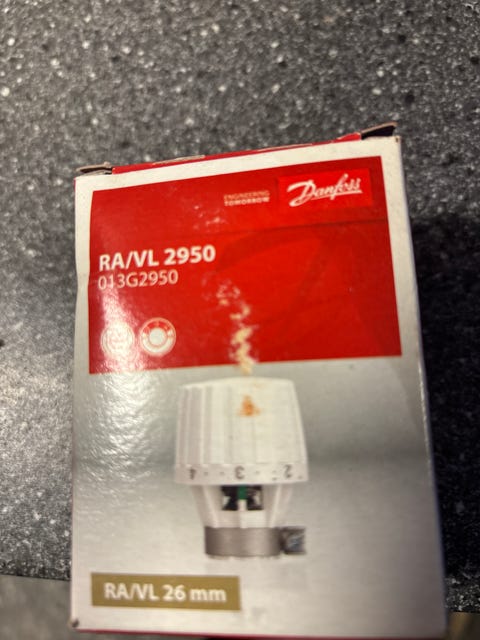 ENGINEERING
TOMORROW
Danfoss
RA/VL 2950
013G2950
4 · 3 · 2
RA/VL 26 mm